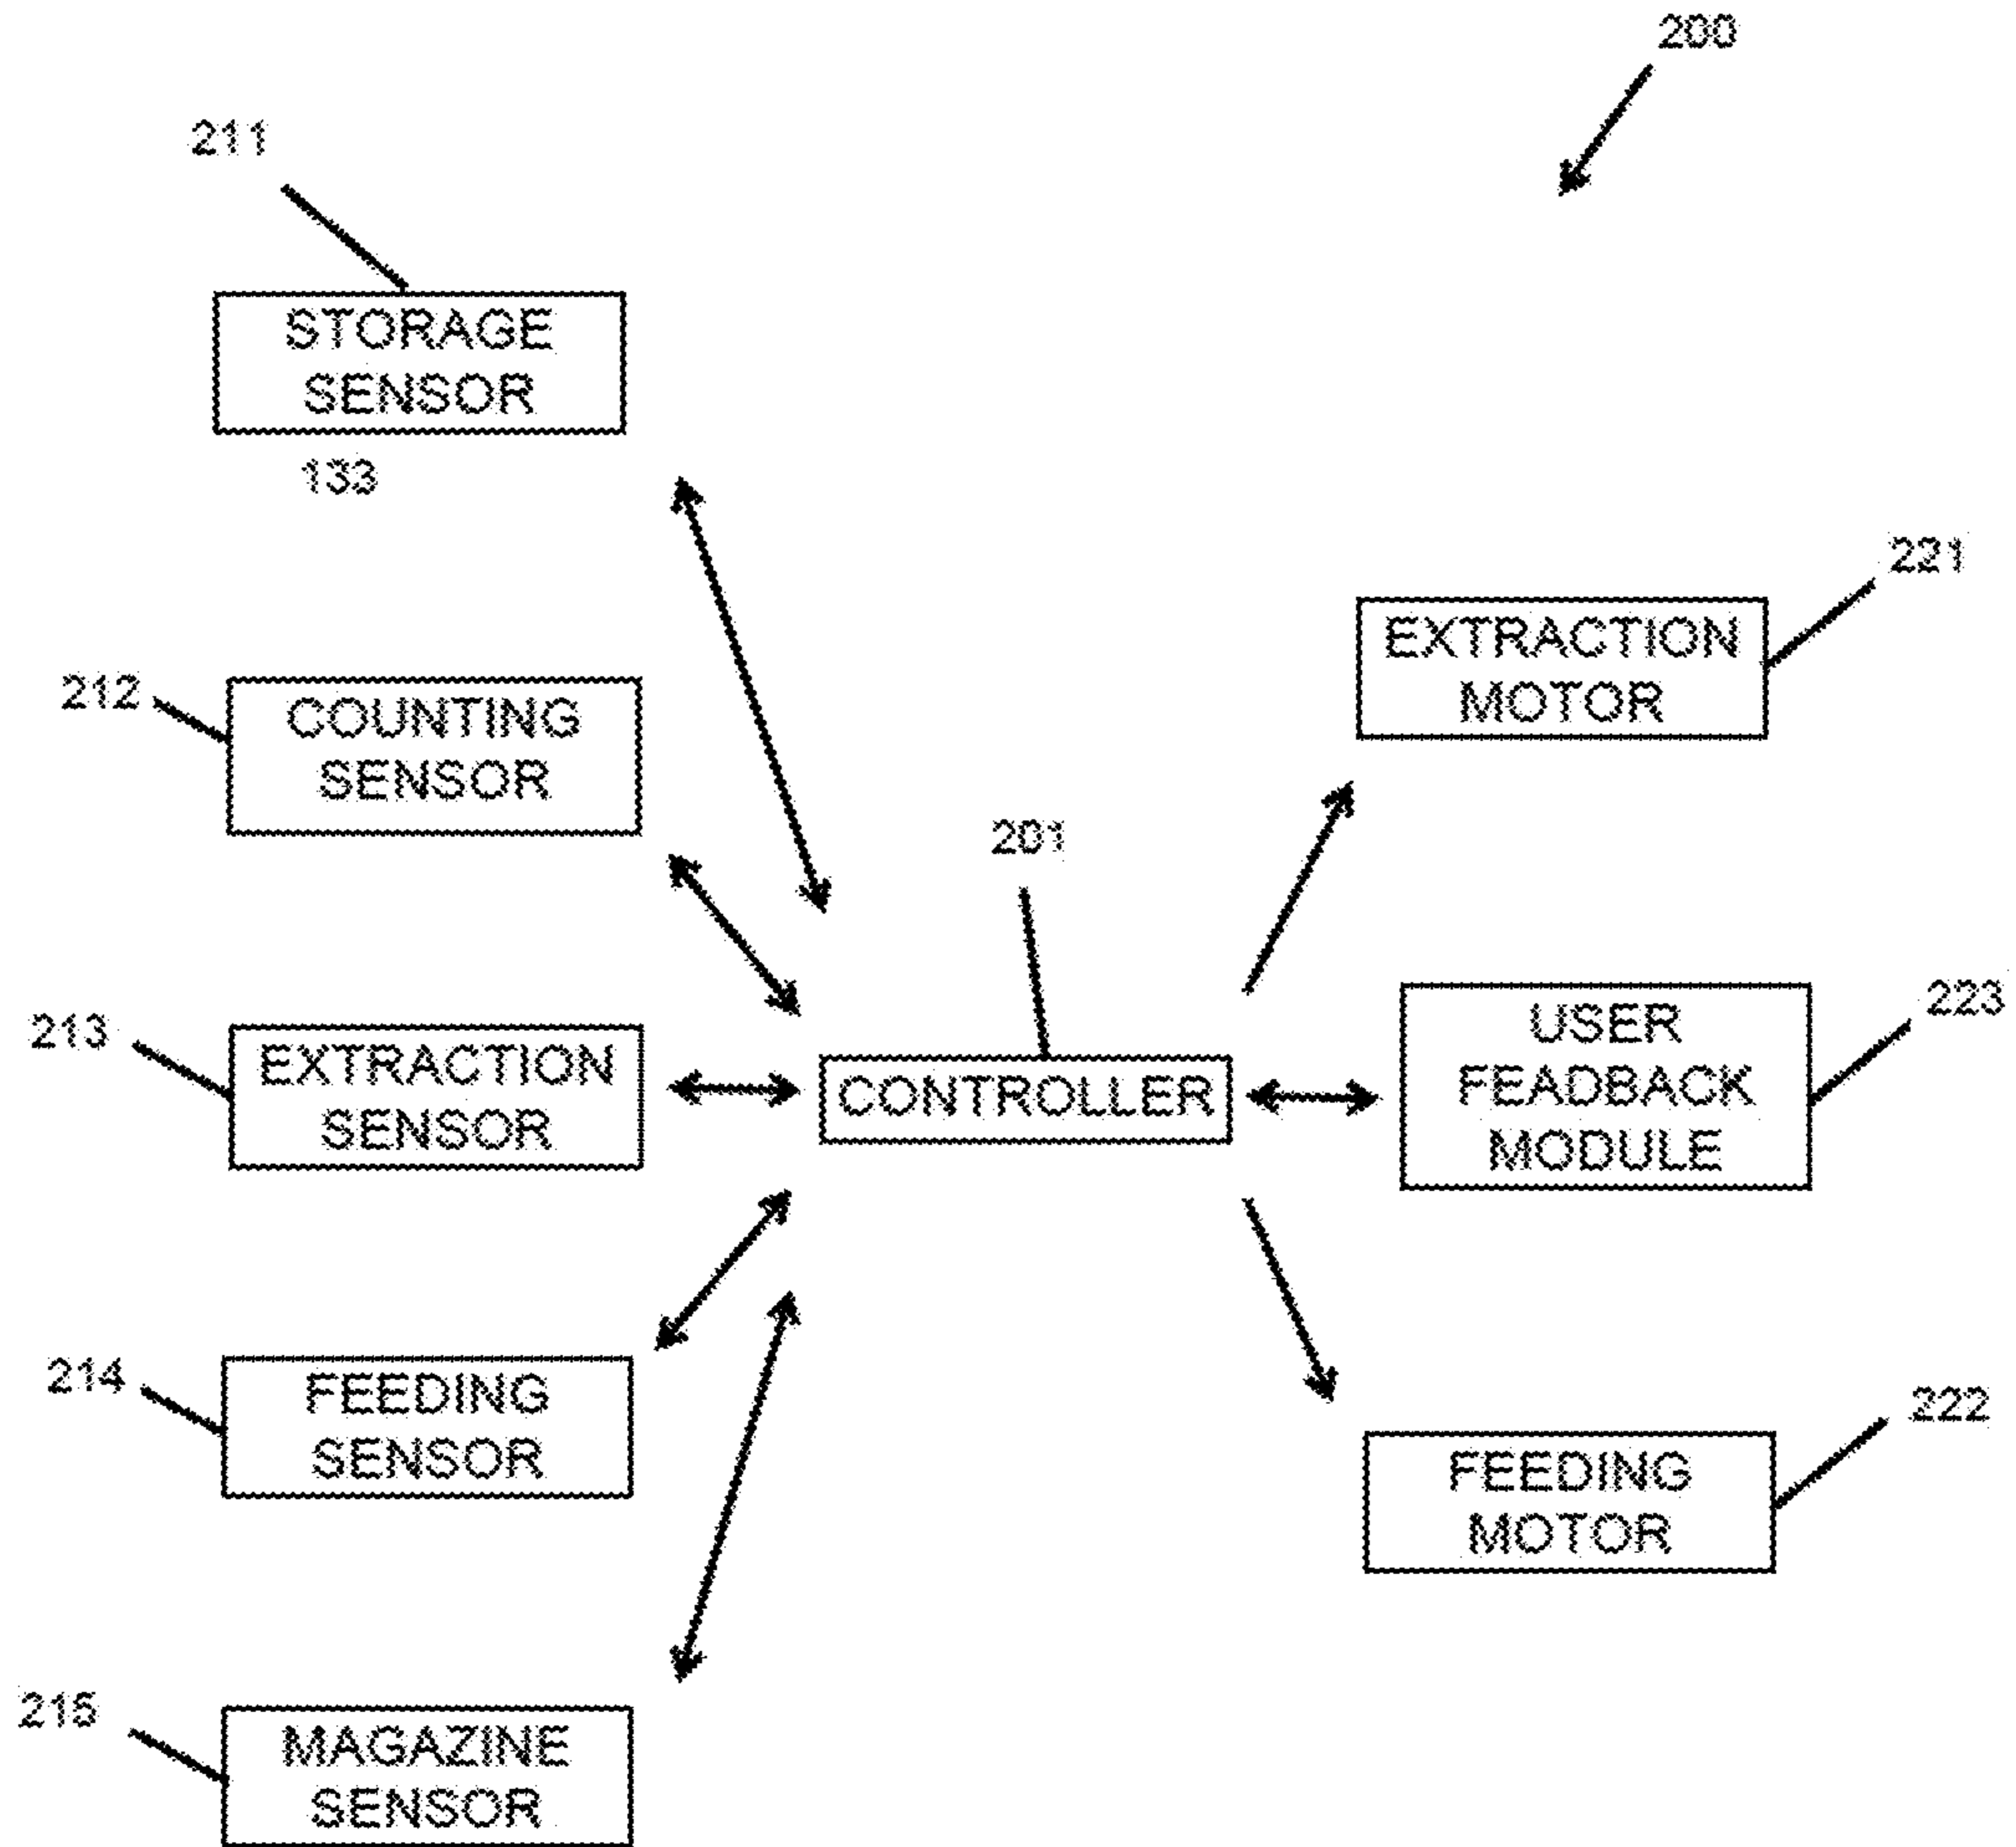 200
211
STORAGE
SENSOR
133
221
EXTRACTION
MOTOR
212
COUNTING
SENSOR
201
223
USER
FEADBACK
MODULE
213
EXTRACTION
SENSOR
CONTROLLER
214
FEEDING
SENSOR
222
FEEDING
MOTOR
215
MAGAZINE
SENSOR